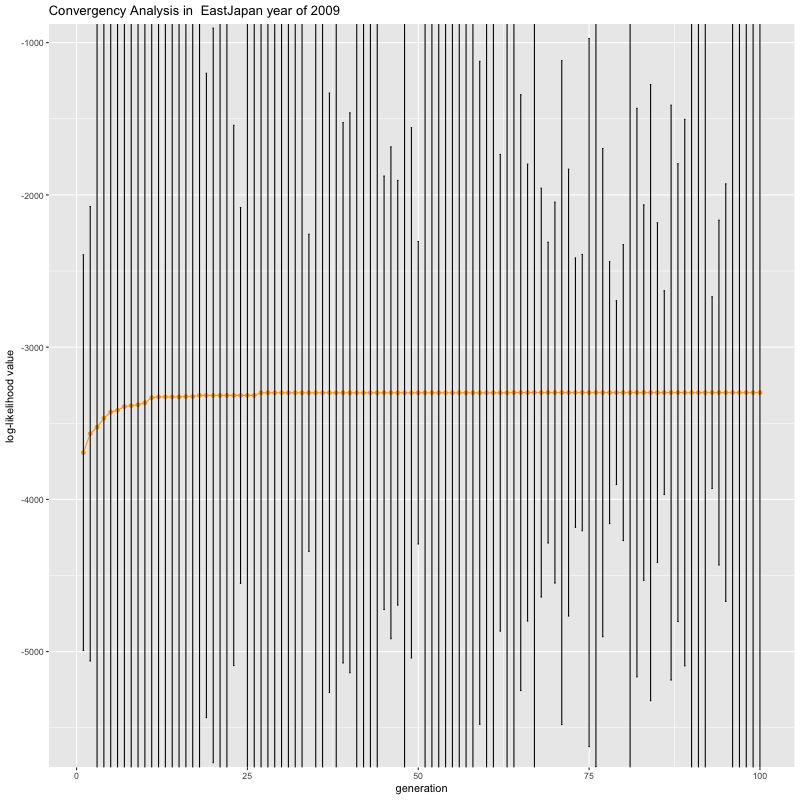 Convergency Analysis in  EastJapan year of 2009
-1000
-2000
-3000
-4000
-5000
log-likelihood value
0 25 50 75 100
generation